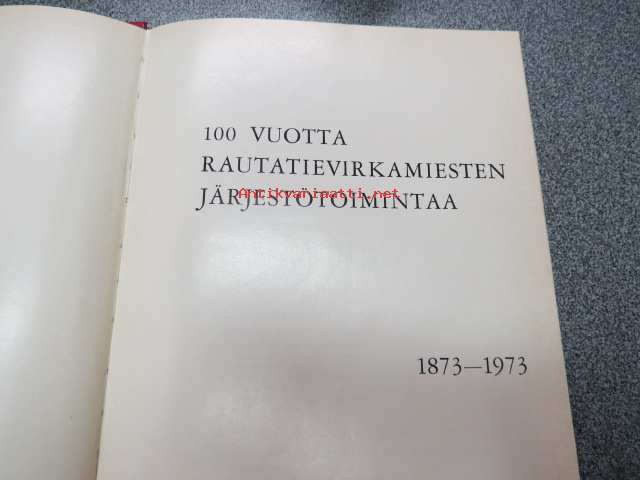 100 VUOTTA
RAUTATIEVIRKAMIESTEN
Antikvariaatti.net
JÄRJESTÖTOIMINTAA
1873—1973